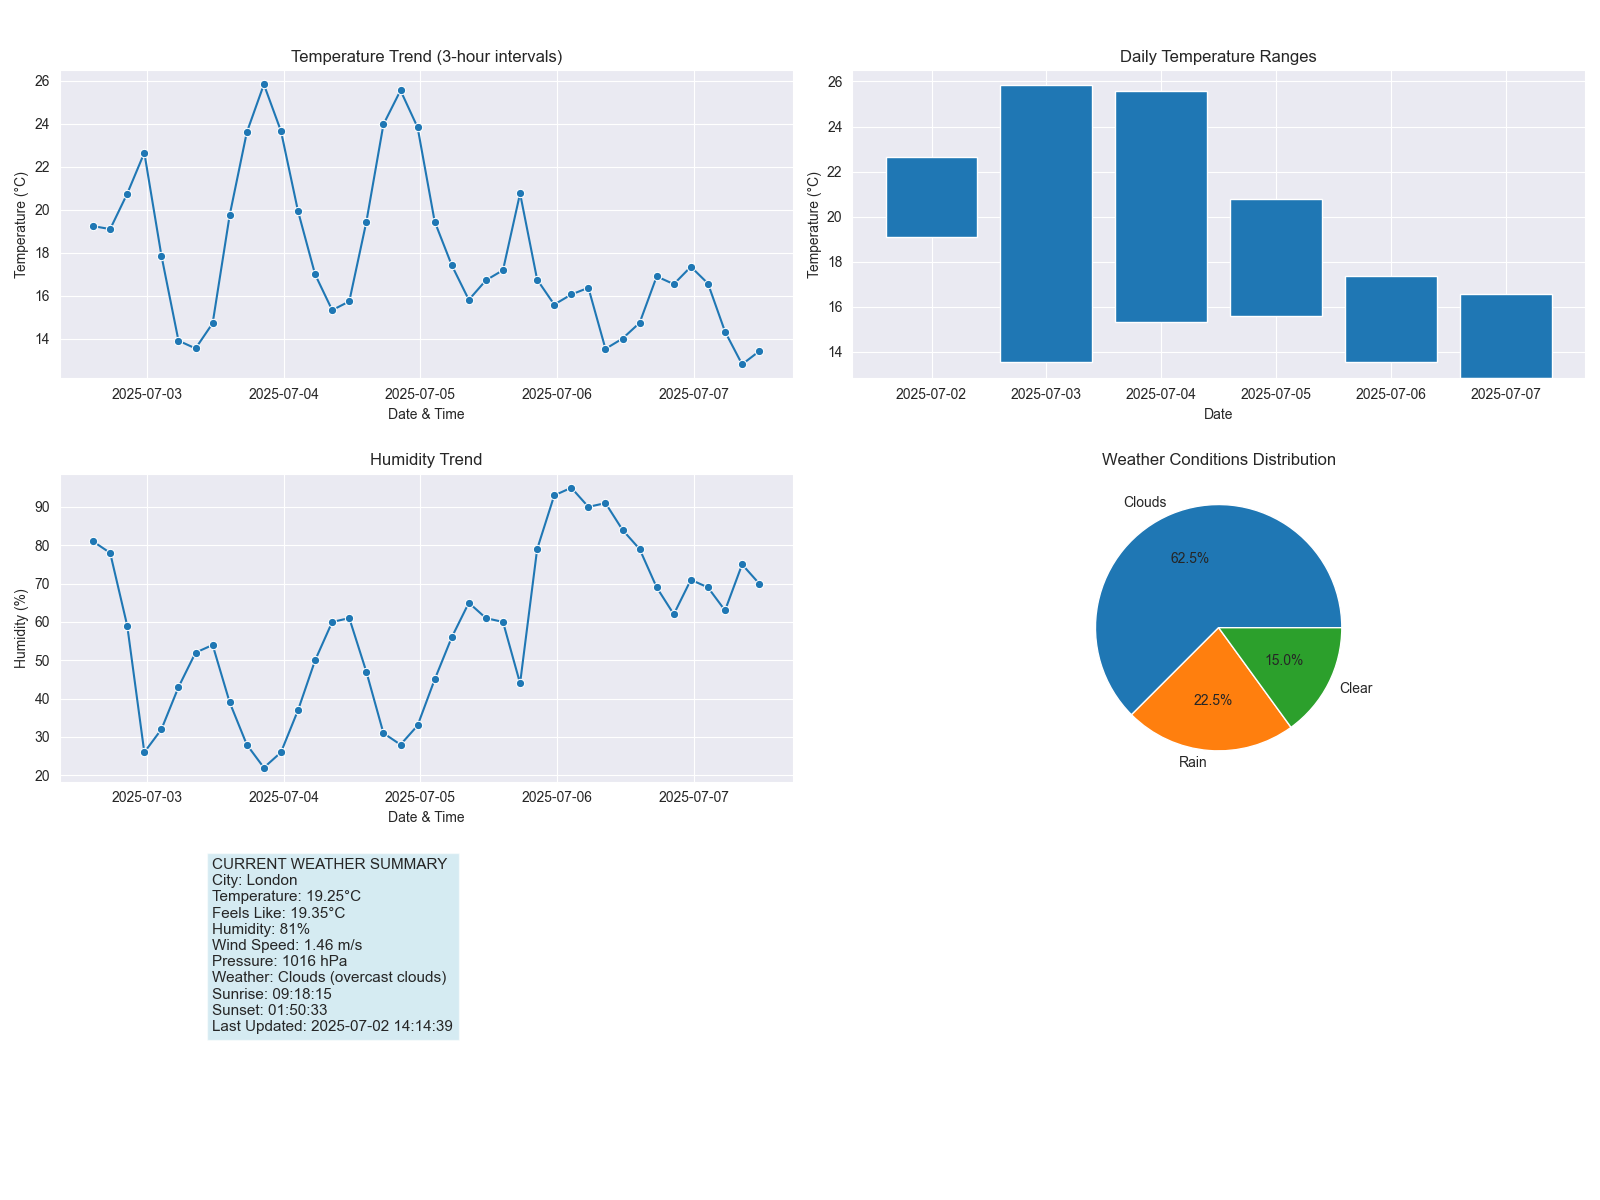 Temperature Trend (3-hour intervals)
Temperature (°C)
26
24
22
20
18
16
14
2025-07-03
2025-07-04
2025-07-05
2025-07-06
2025-07-07
Date & Time
Daily Temperature Ranges
Temperature (°C)
26
24
22
20
18
16
14
2025-07-02
2025-07-03
2025-07-04
2025-07-05
2025-07-06
2025-07-07
Date
Humidity Trend
Humidity (%)
90
80
70
60
50
40
30
20
2025-07-03
2025-07-04
2025-07-05
2025-07-06
2025-07-07
Date & Time
Weather Conditions Distribution
Clouds
62.5%
15.0%
Clear
22.5%
Rain
CURRENT WEATHER SUMMARY
City: London
Temperature: 19.25°C
Feels Like: 19.35°C
Humidity: 81%
Wind Speed: 1.46 m/s
Pressure: 1016 hPa
Weather: Clouds (overcast clouds)
Sunrise: 09:18:15
Sunset: 01:50:33
Last Updated: 2025-07-02 14:14:39